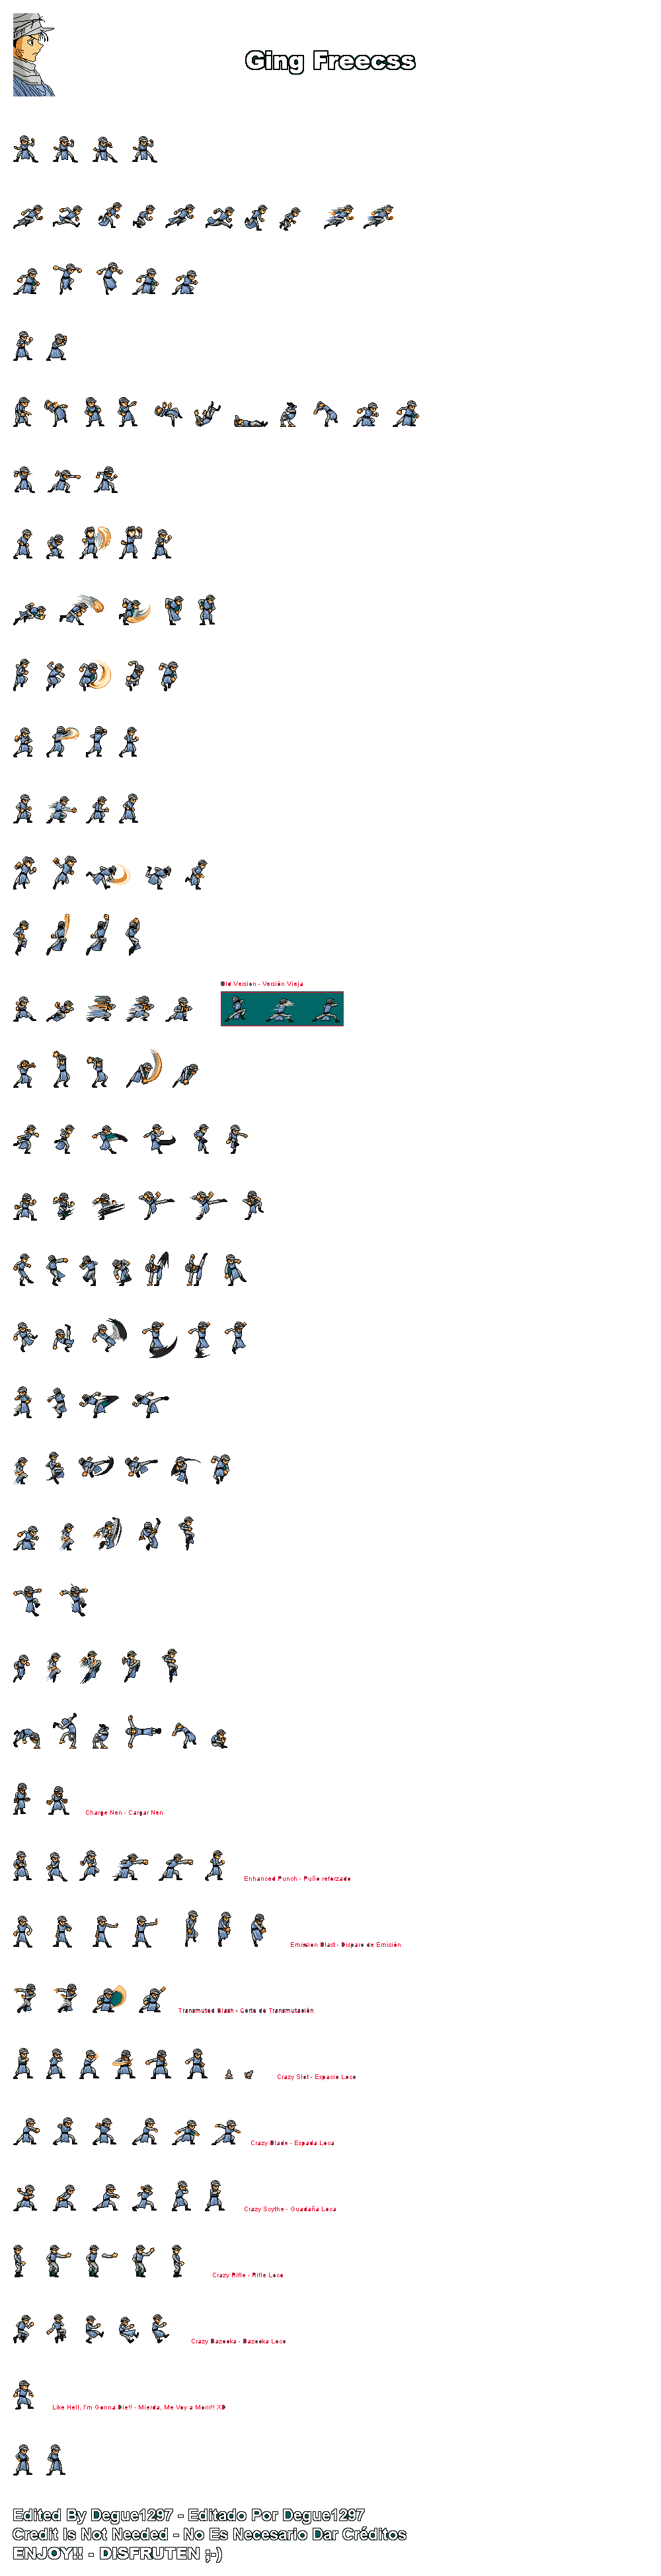 Ging Freecss
Old Version - Versión Vieja
Charge Nen - Cargar Nen
Enhanced Punch - Puño reforzado
Emission Blast - Disparo de Emisión
Transmuted Slash - Corte de Transmutación
Crazy Slot - Espacio Loco
Crazy Blade - Espada Loca
Crazy Scythe - Guadaña Loca
Crazy Rifle - Rifle Loco
Crazy Bazooka - Bazooka Loco
Like Hell, I'm Gonna Die!! - Mierda, Me Voy a Morir!! XD
Edited By Degue1297 - Editado Por Degue1297
Credit Is Not Needed - No Es Necesario Dar Créditos
ENJOY!! - DISFRUTEN ;-)